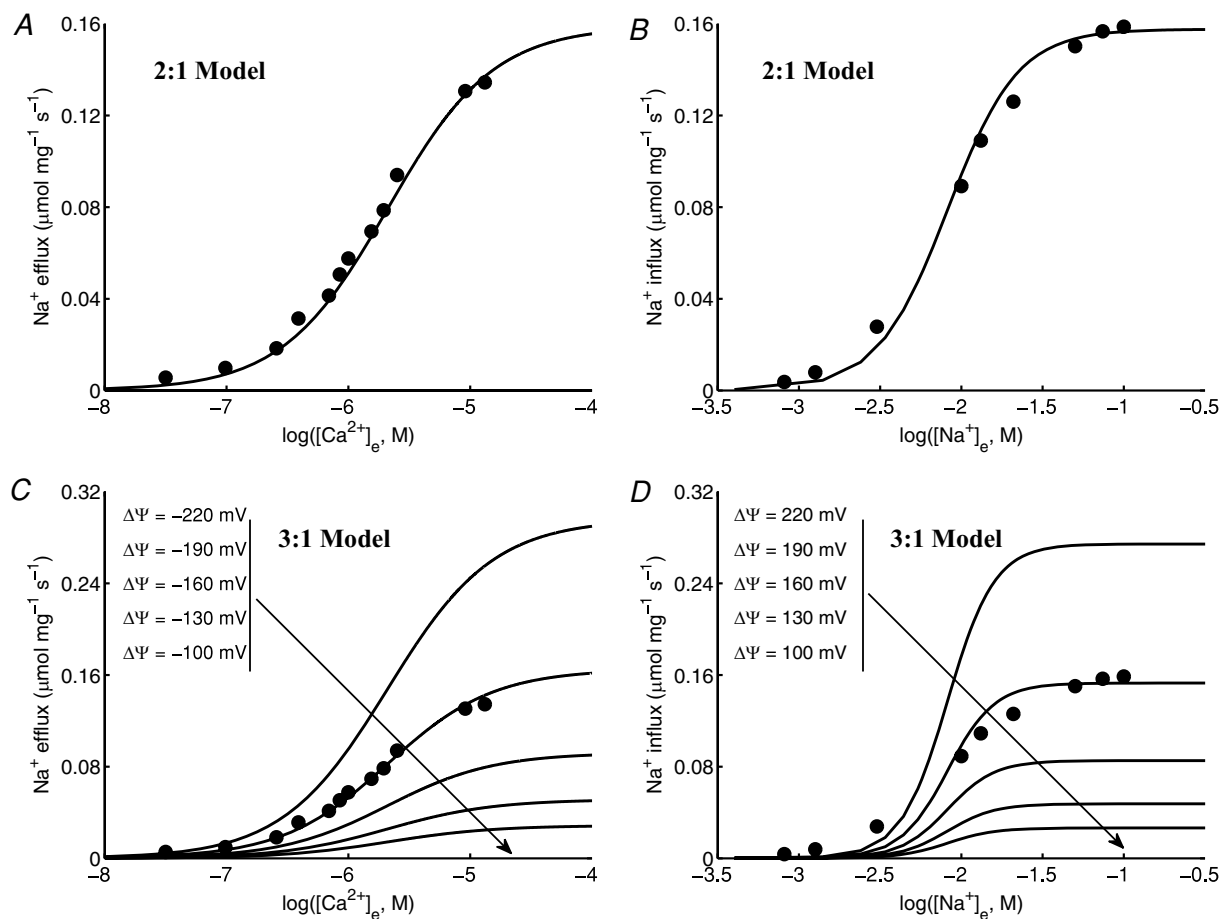 A
2:1 Model
Na⁺ efflux (μmol mg⁻¹ s⁻¹)
0.16
0.12
0.08
0.04
0
−8
−7
−6
−5
−4
log([Ca²⁺]ₑ, M)
B
2:1 Model
Na⁺ influx (μmol mg⁻¹ s⁻¹)
0.16
0.12
0.08
0.04
0
−3.5
−3
−2.5
−2
−1.5
−1
−0.5
log([Na⁺]ₑ, M)
C
3:1 Model
ΔΨ = −220 mV
ΔΨ = −190 mV
ΔΨ = −160 mV
ΔΨ = −130 mV
ΔΨ = −100 mV
Na⁺ efflux (μmol mg⁻¹ s⁻¹)
0.32
0.24
0.16
0.08
0
−8
−7
−6
−5
−4
log([Ca²⁺]ₑ, M)
D
3:1 Model
ΔΨ = 220 mV
ΔΨ = 190 mV
ΔΨ = 160 mV
ΔΨ = 130 mV
ΔΨ = 100 mV
Na⁺ influx (μmol mg⁻¹ s⁻¹)
0.32
0.24
0.16
0.08
0
−3.5
−3
−2.5
−2
−1.5
−1
−0.5
log([Na⁺]ₑ, M)